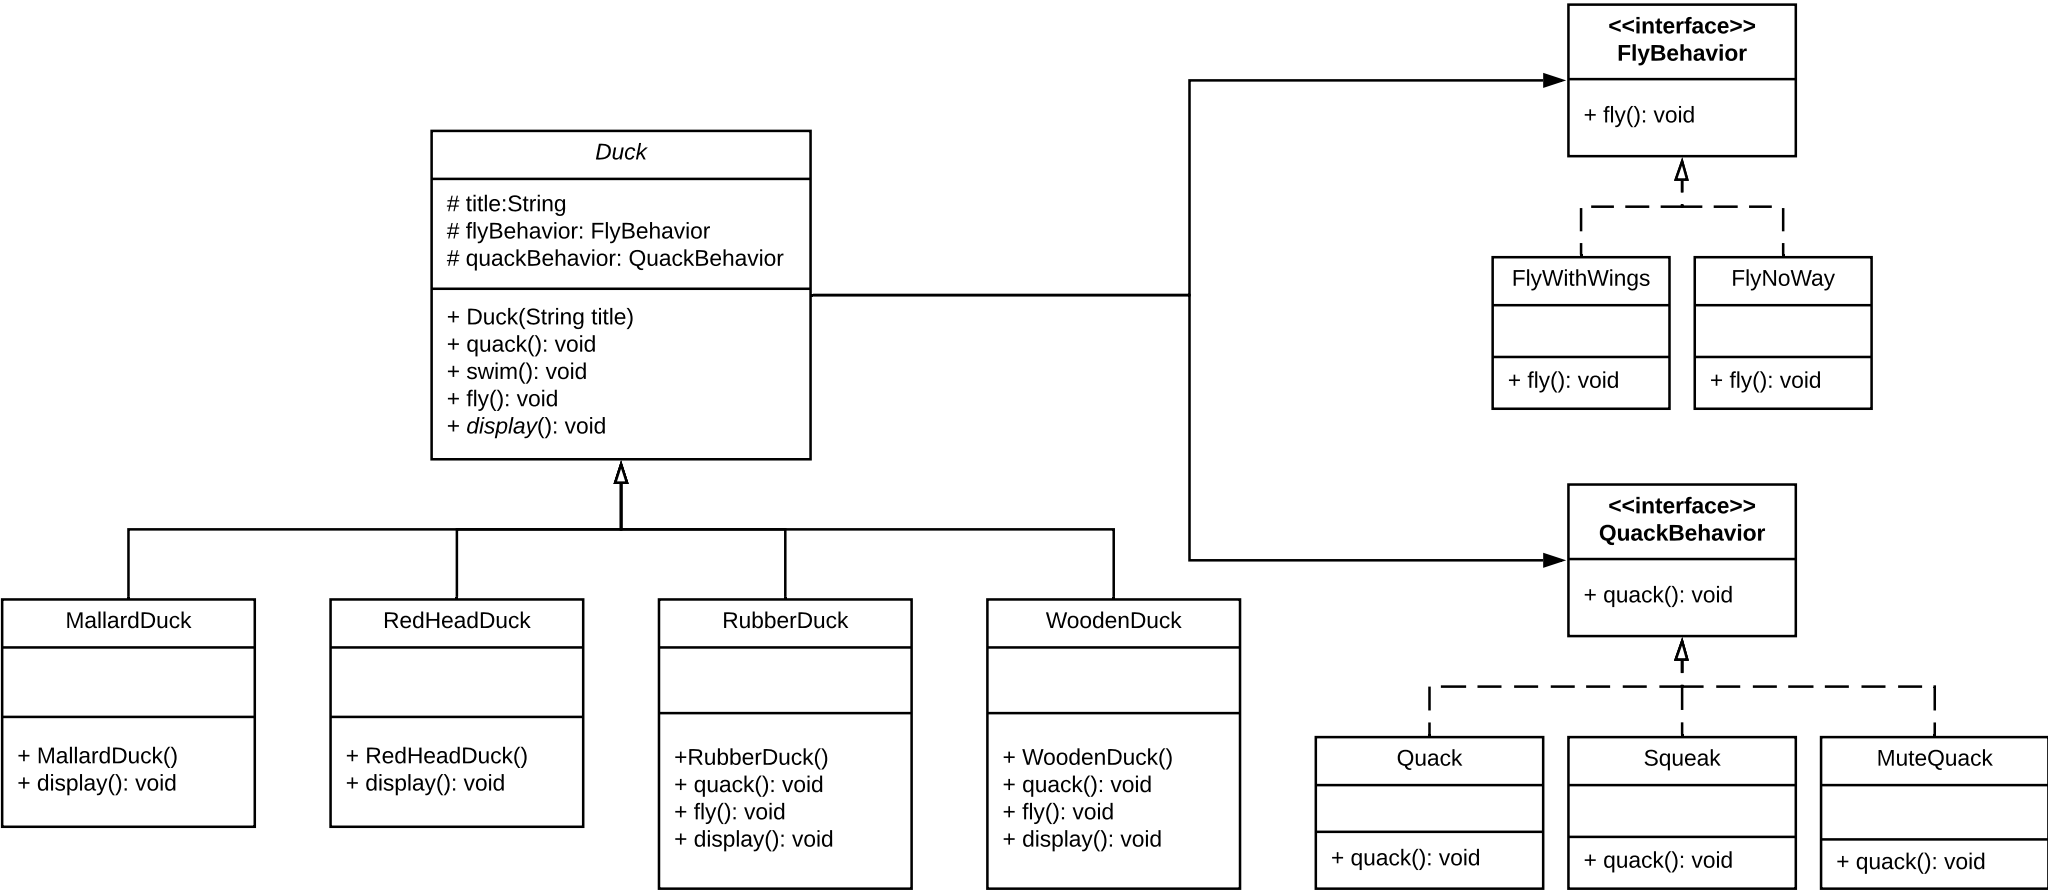 <<interface>>
FlyBehavior
+ fly(): void
Duck
# title:String
# flyBehavior: FlyBehavior
# quackBehavior: QuackBehavior
+ Duck(String title)
+ quack(): void
+ swim(): void
+ fly(): void
+ display(): void
FlyWithWings
+ fly(): void
FlyNoWay
+ fly(): void
<<interface>>
QuackBehavior
+ quack(): void
MallardDuck
+ MallardDuck()
+ display(): void
RedHeadDuck
+ RedHeadDuck()
+ display(): void
RubberDuck
+RubberDuck()
+ quack(): void
+ fly(): void
+ display(): void
WoodenDuck
+ WoodenDuck()
+ quack(): void
+ fly(): void
+ display(): void
Quack
+ quack(): void
Squeak
+ quack(): void
MuteQuack
+ quack(): void